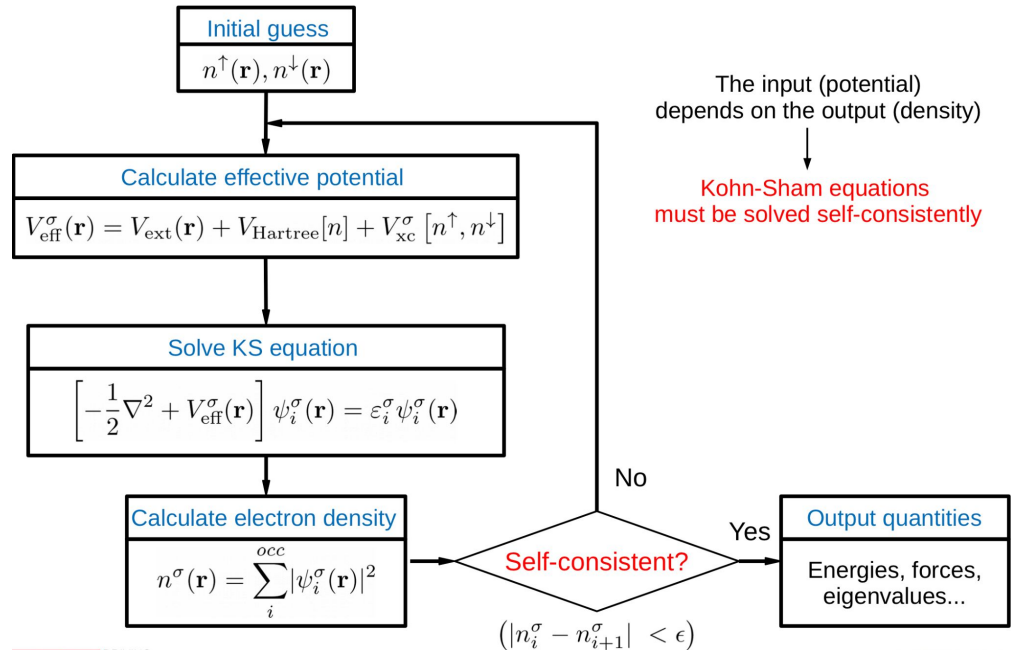 Initial guess
n↑(r), n↓(r)
The input (potential)
depends on the output (density)
Kohn-Sham equations
must be solved self-consistently
Calculate effective potential
V_eff^σ(r) = V_ext(r) + V_Hartree[n] + V_xc^σ [n↑, n↓]
Solve KS equation
[-1/2 ∇² + V_eff^σ(r)] ψ_i^σ(r) = ε_i^σ ψ_i^σ(r)
No
Calculate electron density
n^σ(r) = ∑_i^occ |ψ_i^σ(r)|²
Self-consistent?
(|n_i^σ − n_{i+1}^σ| < ϵ)
Yes
Output quantities
Energies, forces,
eigenvalues...